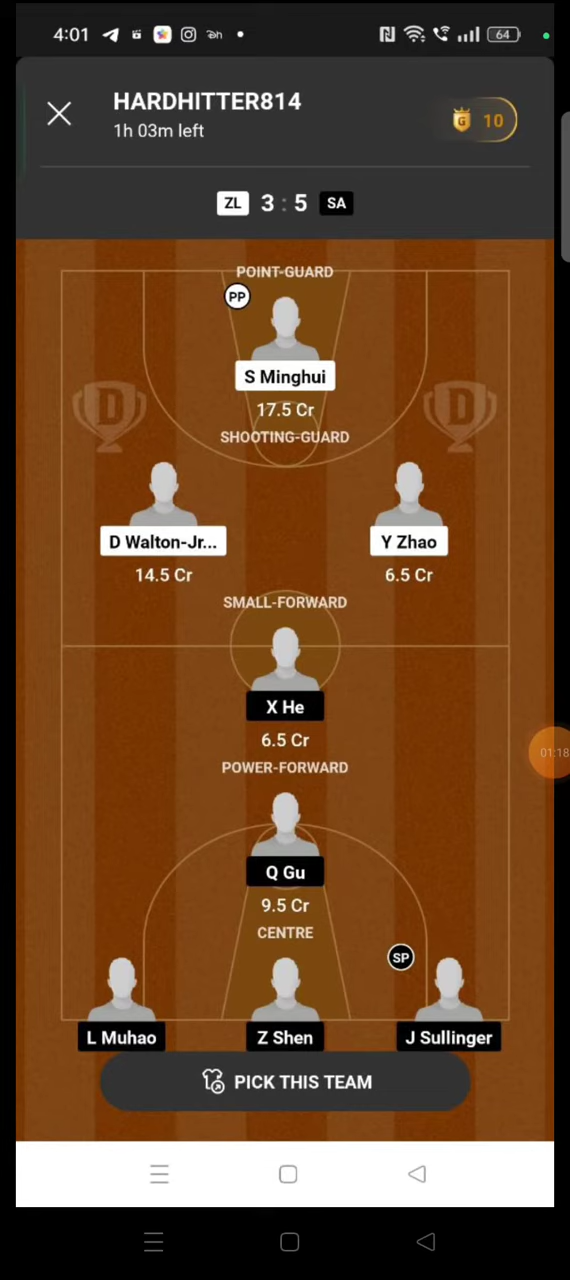 4:01
64
HARDHITTER814
1h 03m left
G 10
ZL 3 : 5 SA
POINT-GUARD
PP
S Minghui
17.5 Cr
SHOOTING-GUARD
D D
D Walton-Jr... Y Zhao
14.5 Cr 6.5 Cr
SMALL-FORWARD
X He
6.5 Cr
01:18
POWER-FORWARD
Q Gu
9.5 Cr
CENTRE
SP
L Muhao Z Shen J Sullinger
PICK THIS TEAM